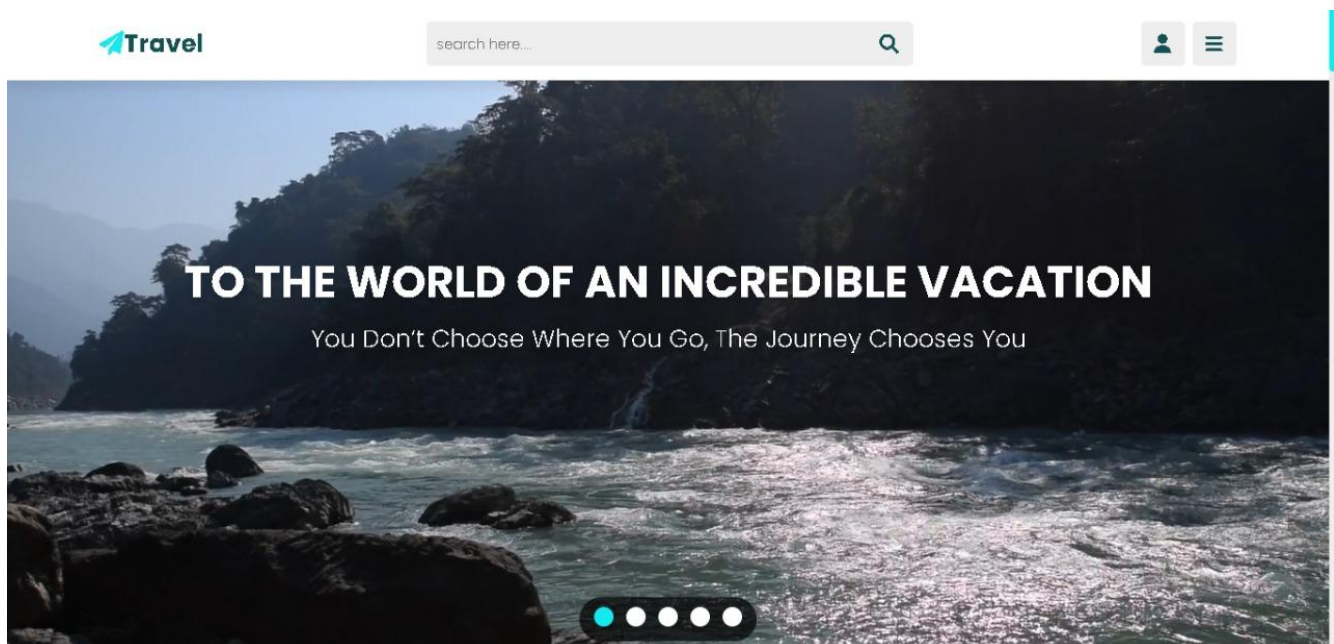 Travel
search here....
TO THE WORLD OF AN INCREDIBLE VACATION
You Don't Choose Where You Go, The Journey Chooses You